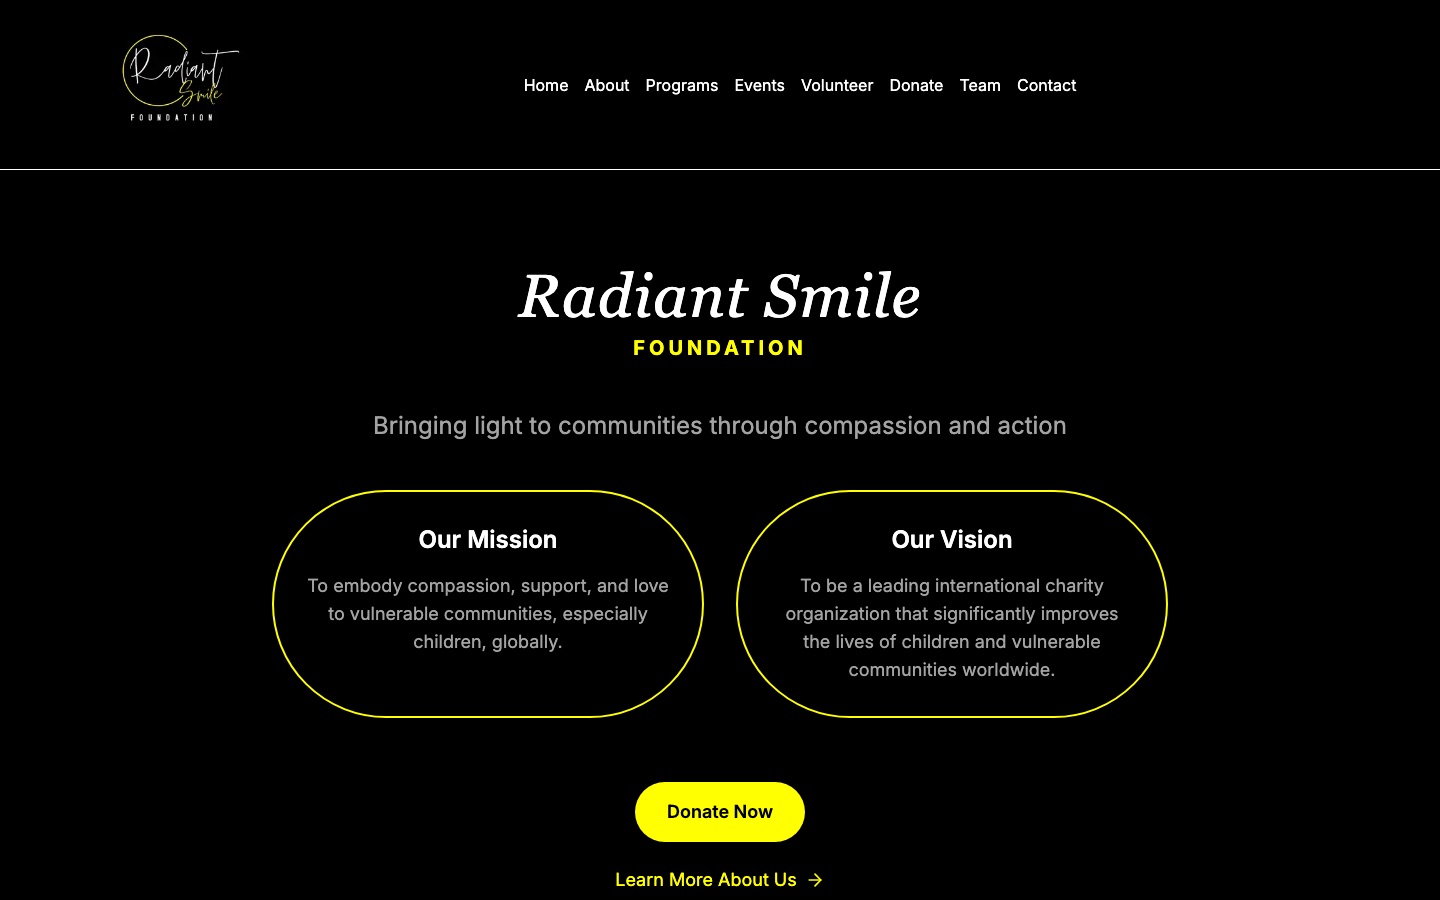 Radiant
Smile
FOUNDATION
Home About Programs Events Volunteer Donate Team Contact
Radiant Smile
FOUNDATION
Bringing light to communities through compassion and action
Our Mission
To embody compassion, support, and love
to vulnerable communities, especially
children, globally.
Our Vision
To be a leading international charity
organization that significantly improves
the lives of children and vulnerable
communities worldwide.
Donate Now
Learn More About Us →